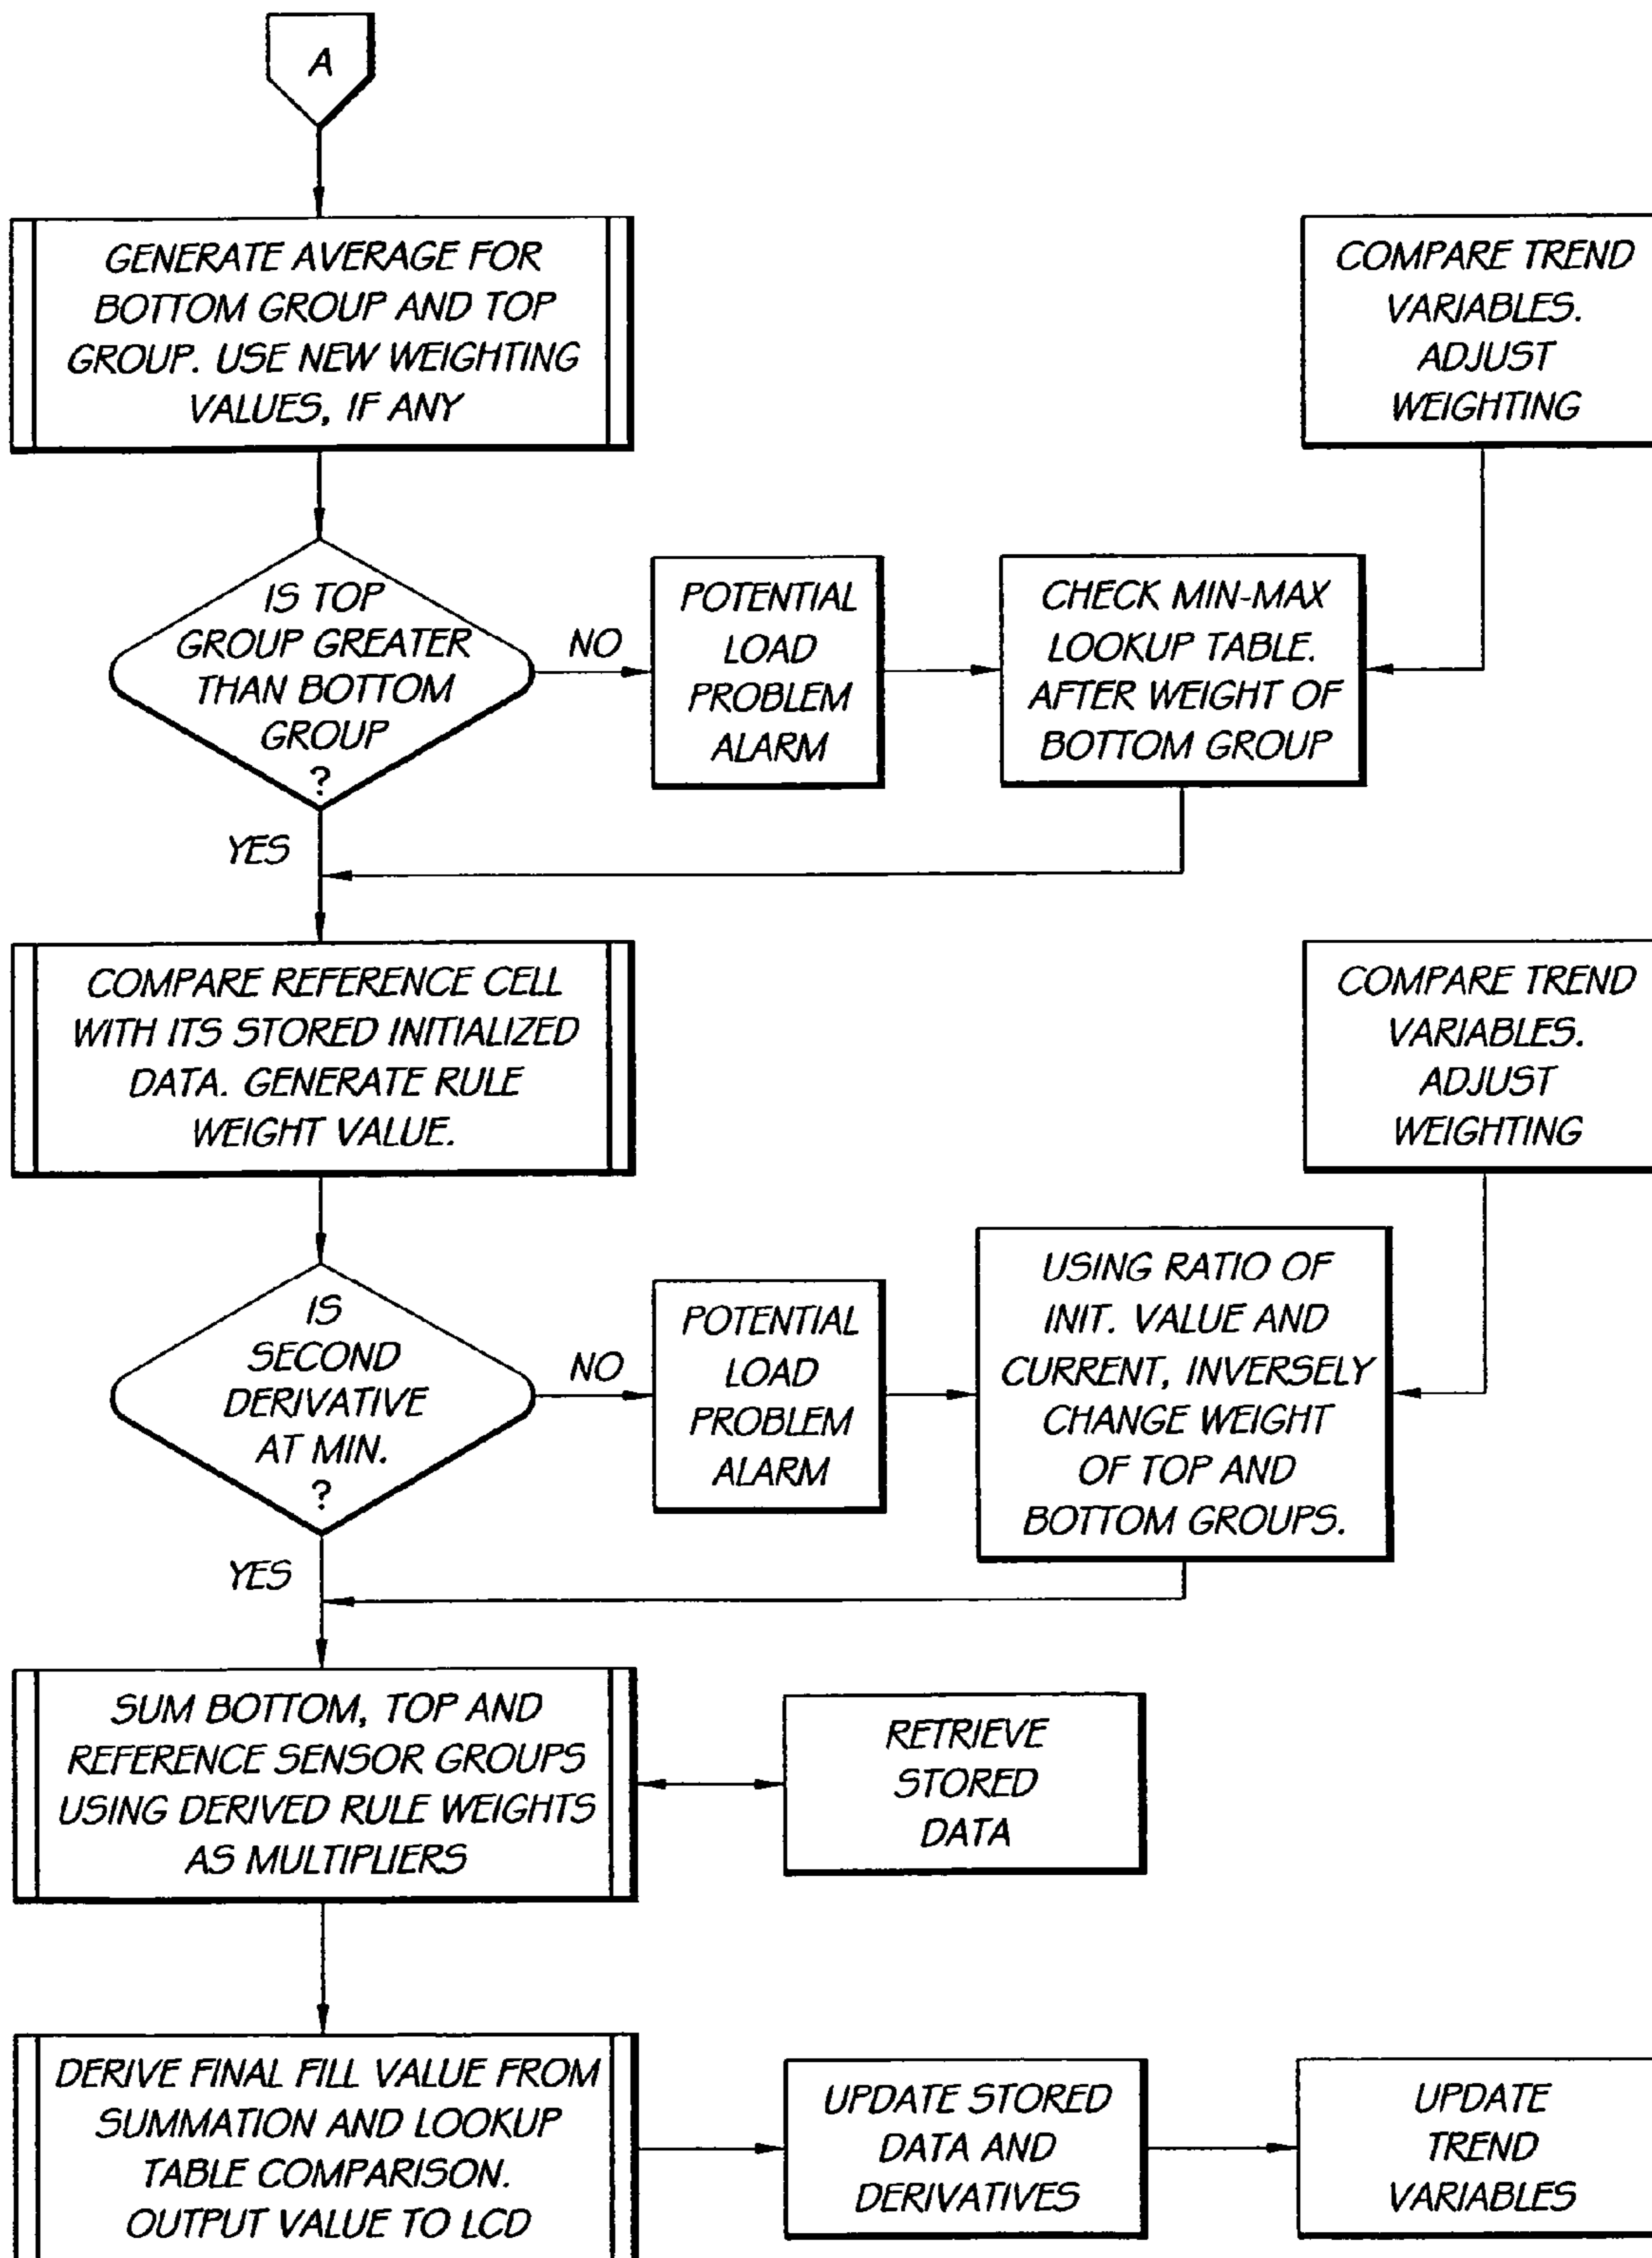 A
GENERATE AVERAGE FOR
BOTTOM GROUP AND TOP
GROUP. USE NEW WEIGHTING
VALUES, IF ANY
COMPARE TREND
VARIABLES.
ADJUST
WEIGHTING
IS TOP
GROUP GREATER
THAN BOTTOM
GROUP
?
NO
POTENTIAL
LOAD
PROBLEM
ALARM
CHECK MIN-MAX
LOOKUP TABLE.
AFTER WEIGHT OF
BOTTOM GROUP
YES
COMPARE REFERENCE CELL
WITH ITS STORED INITIALIZED
DATA. GENERATE RULE
WEIGHT VALUE.
COMPARE TREND
VARIABLES.
ADJUST
WEIGHTING
IS
SECOND
DERIVATIVE
AT MIN.
?
NO
POTENTIAL
LOAD
PROBLEM
ALARM
USING RATIO OF
INIT. VALUE AND
CURRENT, INVERSELY
CHANGE WEIGHT
OF TOP AND
BOTTOM GROUPS.
YES
SUM BOTTOM, TOP AND
REFERENCE SENSOR GROUPS
USING DERIVED RULE WEIGHTS
AS MULTIPLIERS
RETRIEVE
STORED
DATA
DERIVE FINAL FILL VALUE FROM
SUMMATION AND LOOKUP
TABLE COMPARISON.
OUTPUT VALUE TO LCD
UPDATE STORED
DATA AND
DERIVATIVES
UPDATE
TREND
VARIABLES